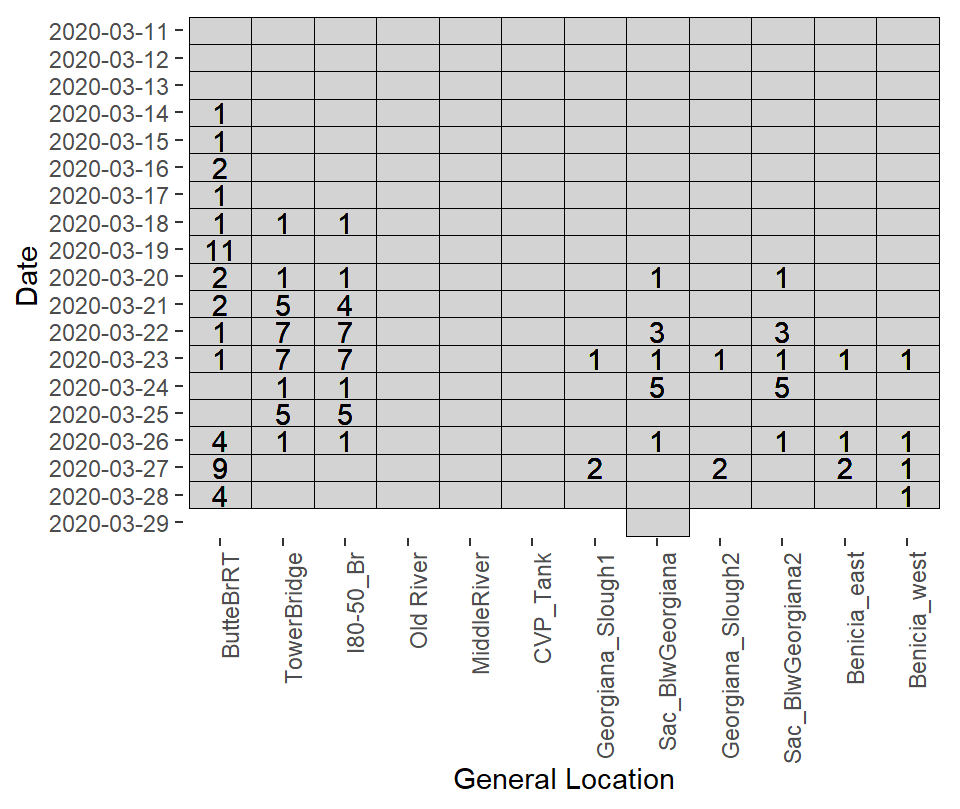 2020-03-11
2020-03-12
2020-03-13
2020-03-14 1
2020-03-15 1
2020-03-16 2
2020-03-17 1
2020-03-18 1 1 1
2020-03-19 11
2020-03-20 2 1 1 1 1
2020-03-21 2 5 4
2020-03-22 1 7 7 3 3
2020-03-23 1 7 7 1 1 1 1 1 1
2020-03-24 1 1 5 5
2020-03-25 5 5
2020-03-26 4 1 1 1 1 1 1
2020-03-27 9 2 2 2 1
2020-03-28 4 1
2020-03-29
Date
ButteBrRT
TowerBridge
I80-50_Br
Old River
MiddleRiver
CVP_Tank
Georgiana_Slough1
Sac_BlwGeorgiana
Georgiana_Slough2
Sac_BlwGeorgiana2
Benicia_east
Benicia_west
General Location